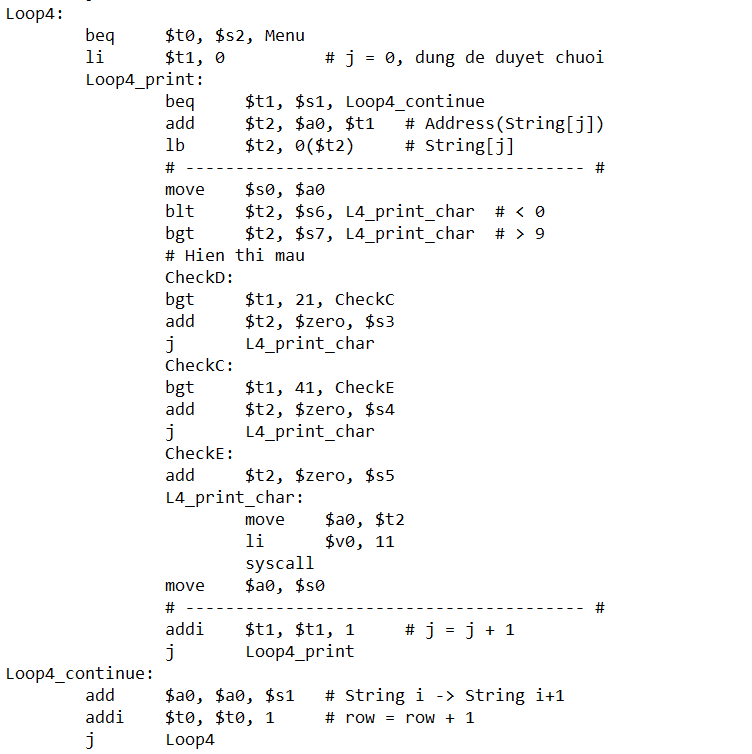 Loop4:
beq $t0, $s2, Menu
li $t1, 0 # j = 0, dung de duyet chuoi
Loop4_print:
beq $t1, $s1, Loop4_continue
add $t2, $a0, $t1 # Address(String[j])
lb $t2, 0($t2) # String[j]
# ---------------------------------------- #
move $s0, $a0
blt $t2, $s6, L4_print_char # < 0
bgt $t2, $s7, L4_print_char # > 9
# Hien thi mau
CheckD:
bgt $t1, 21, CheckC
add $t2, $zero, $s3
j L4_print_char
CheckC:
bgt $t1, 41, CheckE
add $t2, $zero, $s4
j L4_print_char
CheckE:
add $t2, $zero, $s5
L4_print_char:
move $a0, $t2
li $v0, 11
syscall
move $a0, $s0
# ---------------------------------------- #
addi $t1, $t1, 1 # j = j + 1
j Loop4_print
Loop4_continue:
add $a0, $a0, $s1 # String i -> String i+1
addi $t0, $t0, 1 # row = row + 1
j Loop4